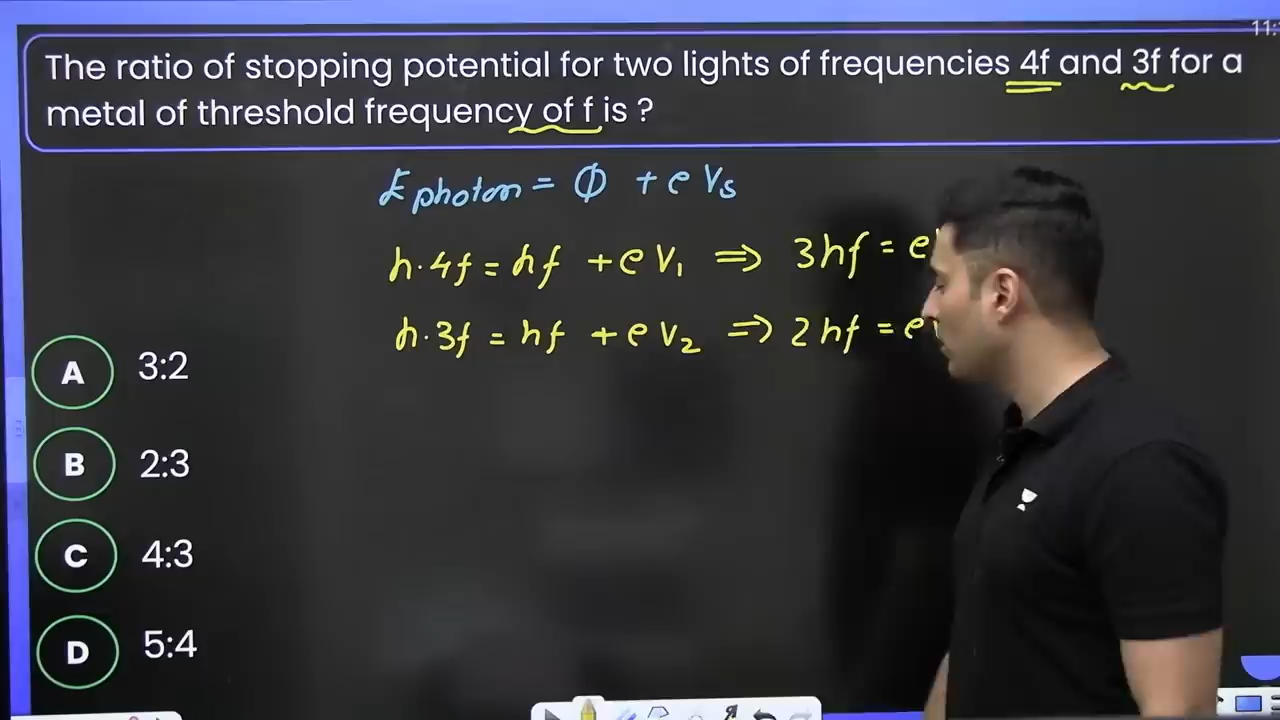 11:
The ratio of stopping potential for two lights of frequencies 4f and 3f for a
metal of threshold frequency of f is ?
E photon = Φ + e Vs
h·4f = hf + e V₁ ⇒ 3hf = e
h·3f = hf + e V₂ ⇒ 2hf = e
A 3:2
B 2:3
C 4:3
D 5:4